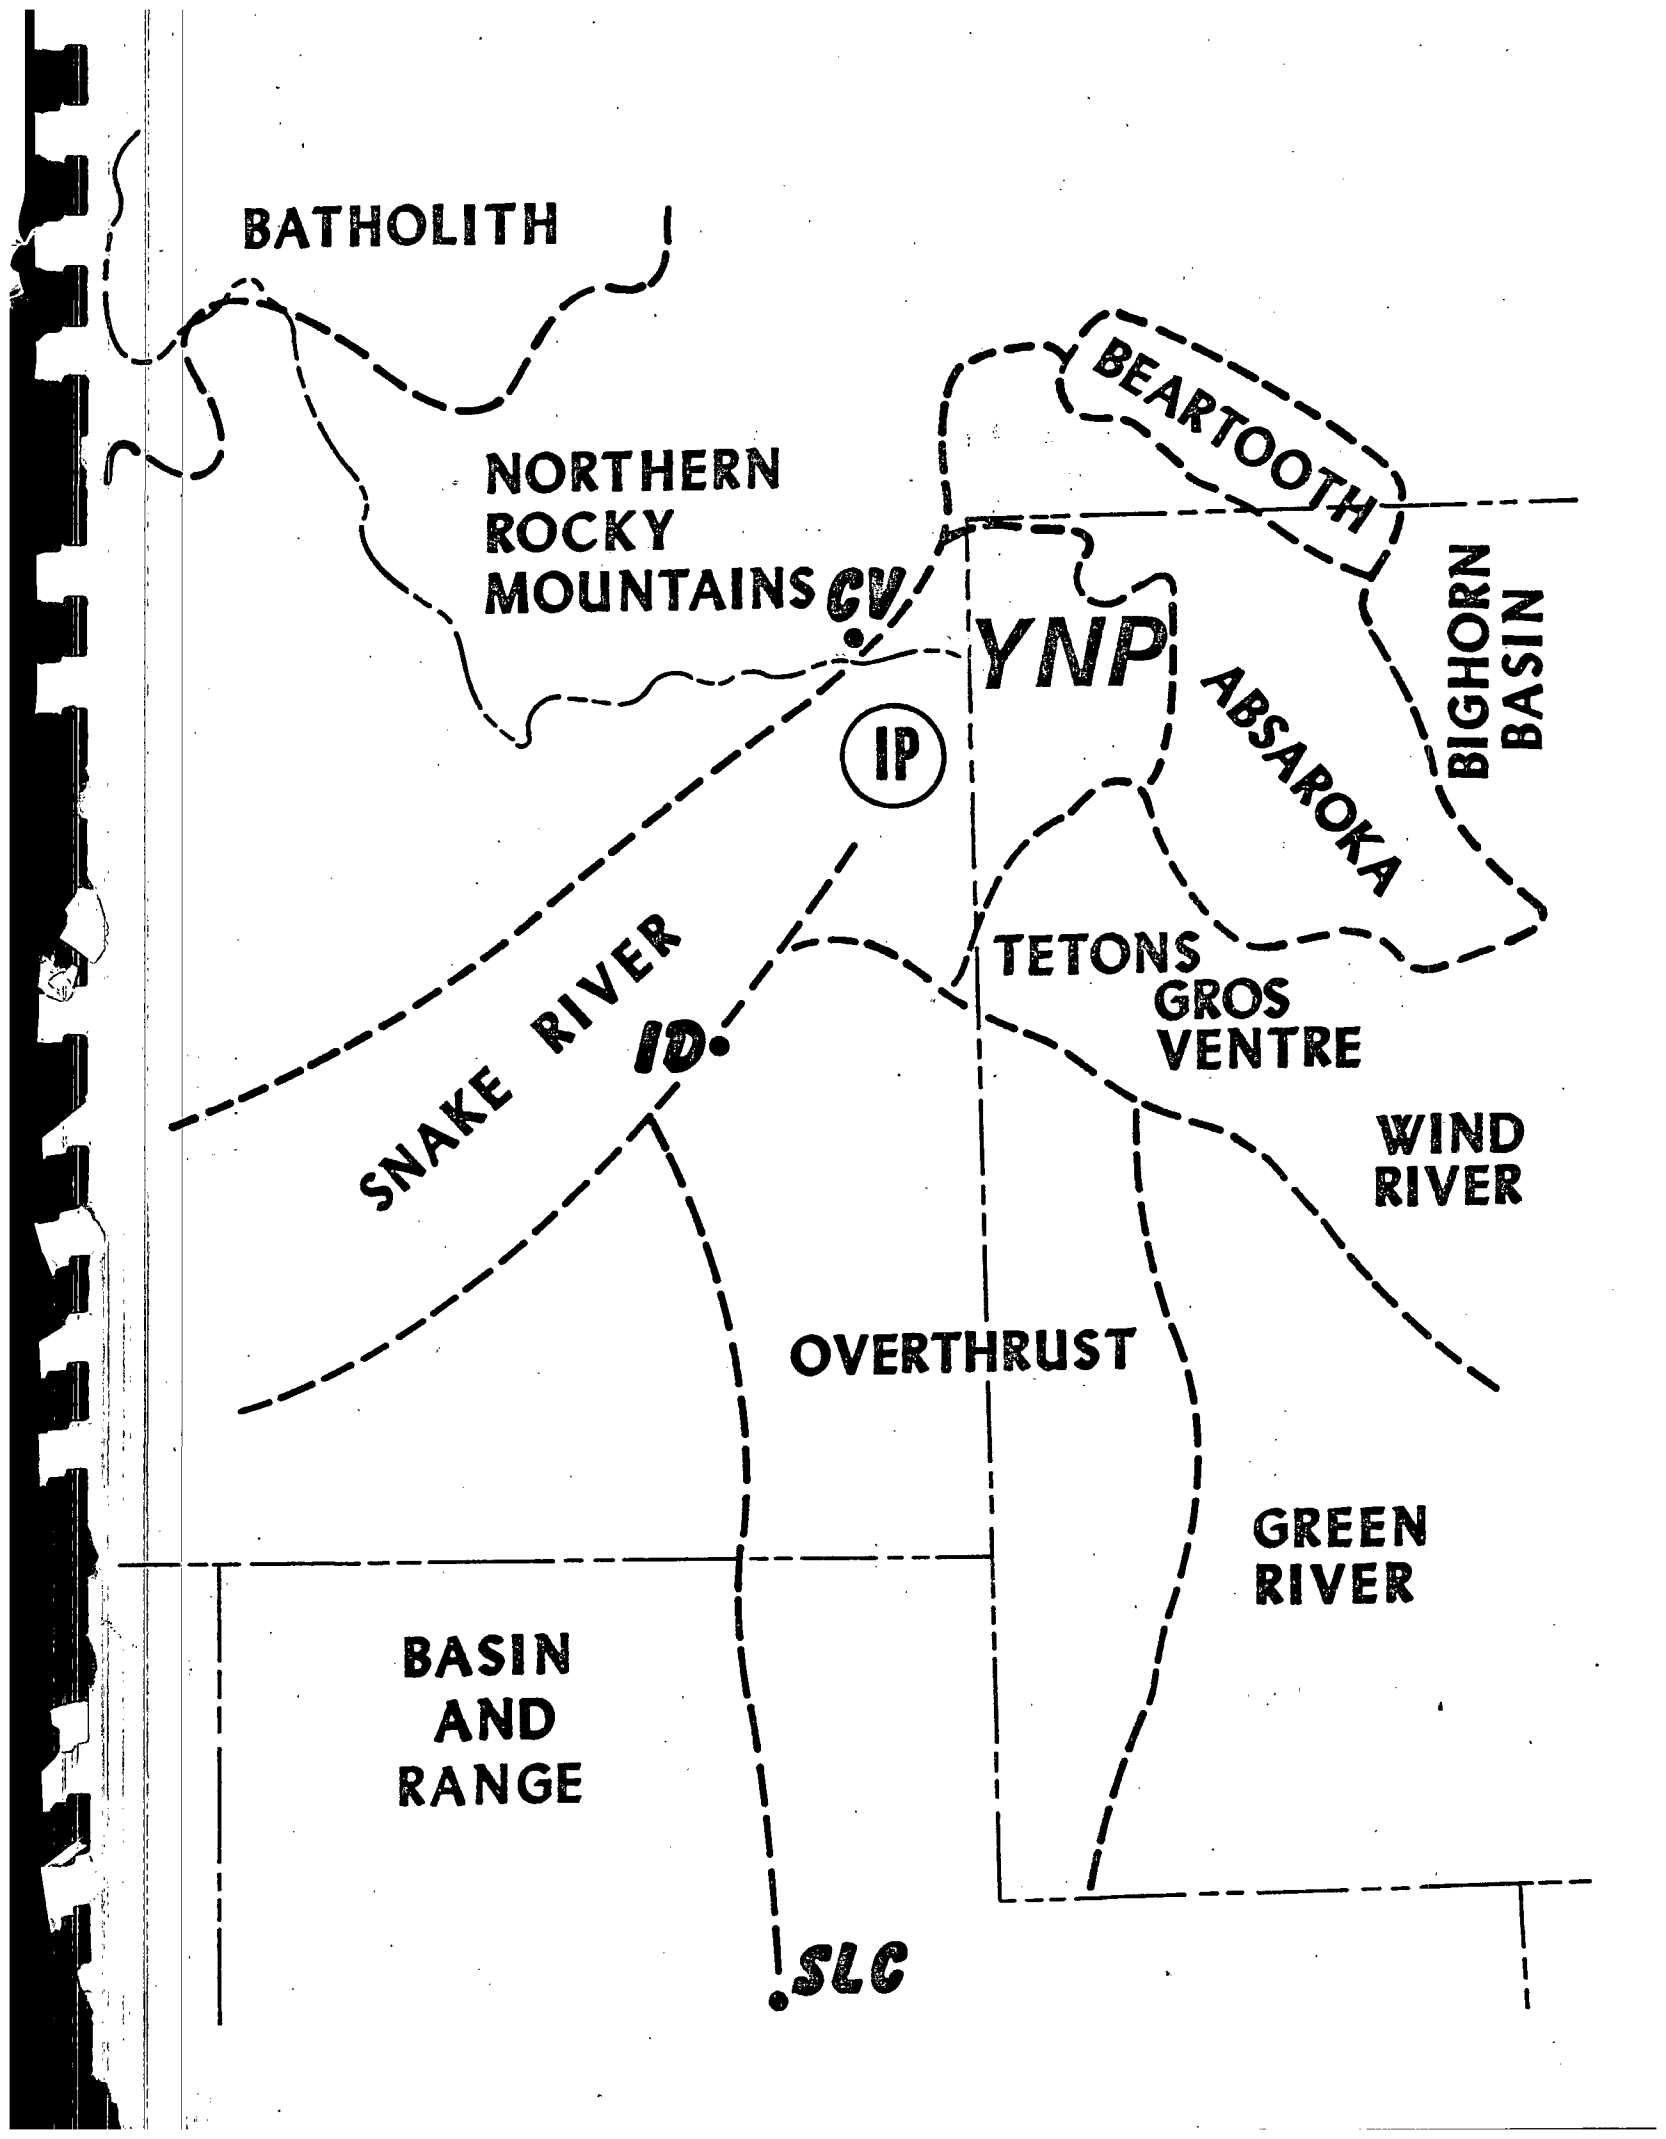 BATHOLITH
BEARTOOTH
NORTHERN
ROCKY
MOUNTAINS
CV
YNP
BIGHORN
BASIN
IP
ABSAROKA
SNAKE RIVER
ID
TETONS
GROS
VENTRE
WIND
RIVER
OVERTHRUST
GREEN
RIVER
BASIN
AND
RANGE
SLC